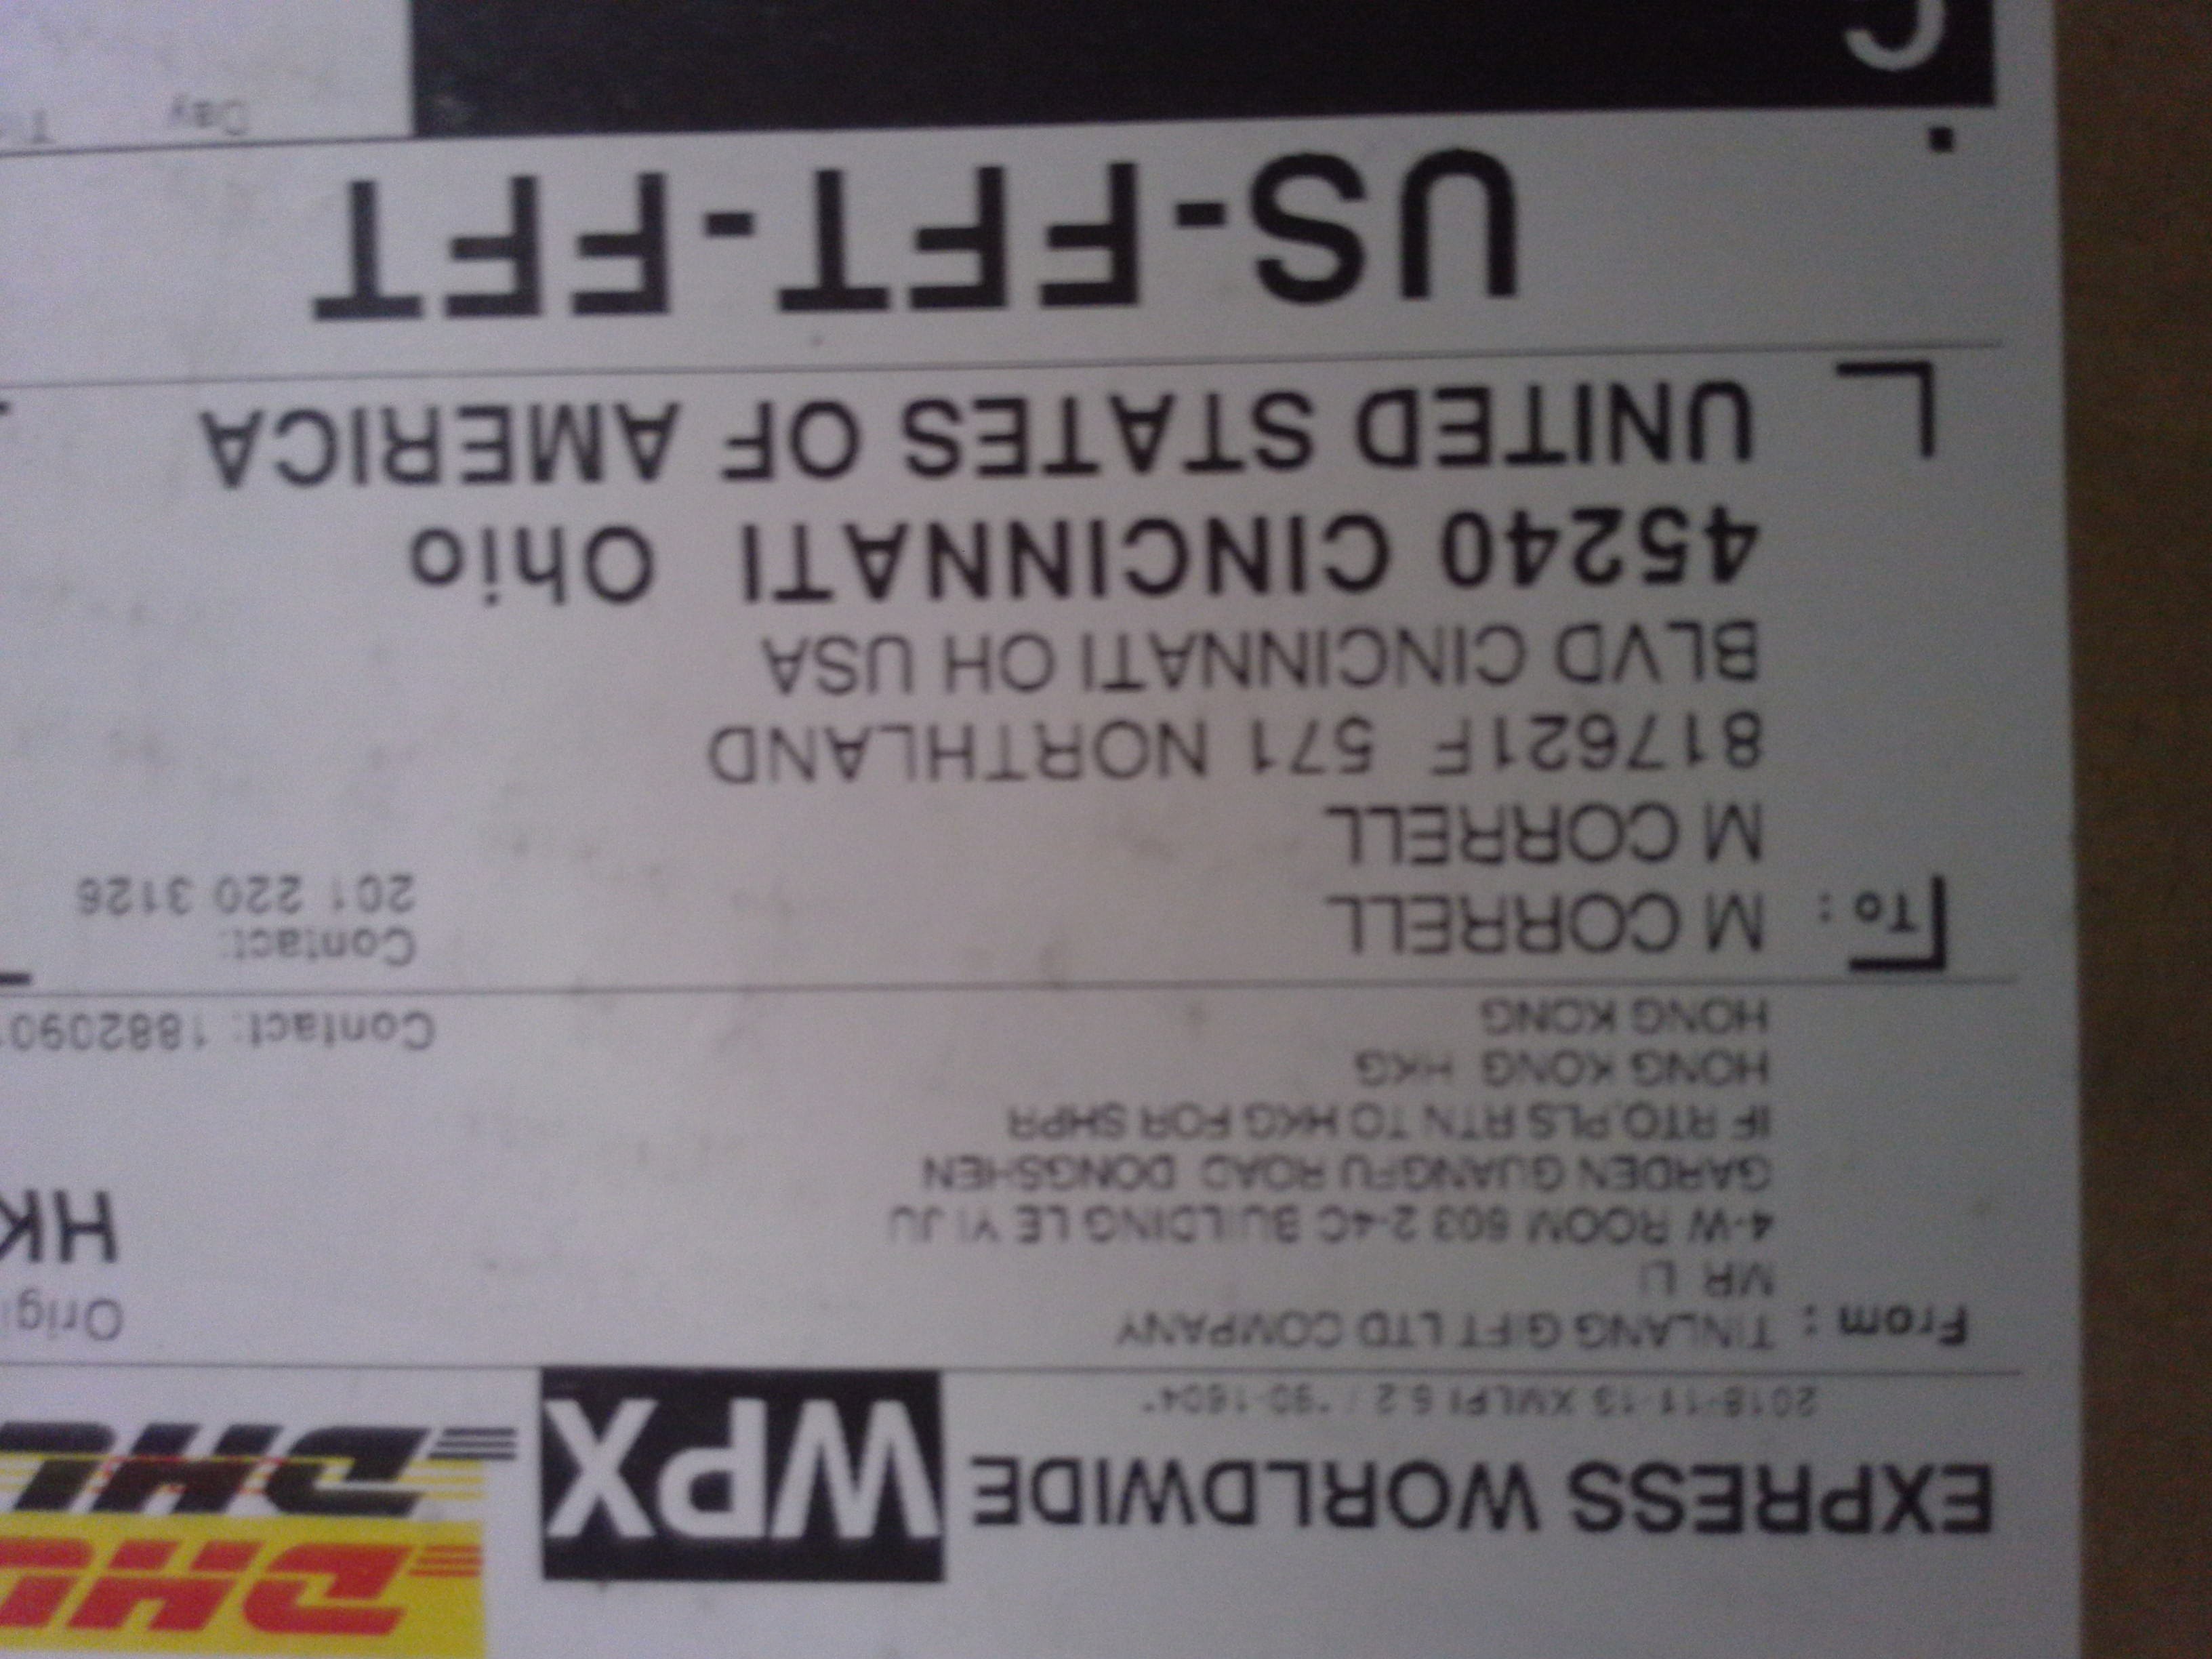 DHL
DHL
EXPRESS WORLDWIDE WPX
2018-11-13 XMLPI 6.2 / *90-1604*
From : TINLANG GIFT LTD COMPANY
MR LI
4-W ROOM 603 2-4C BUILDING LE YI JU
GARDEN GUANGFU ROAD DONGSHEN
IF RTO,PLS RTN TO HKG FOR SHPR
HONG KONG HKG
HONG KONG
Origi
HK
Contact: 1882090
To : M CORRELL
M CORRELL
817621F 571 NORTHLAND
BLVD CINCINNATI OH USA
45240 CINCINNATI Ohio
UNITED STATES OF AMERICA
Contact:
201 220 3126
US-FFT-FFT
C
Day